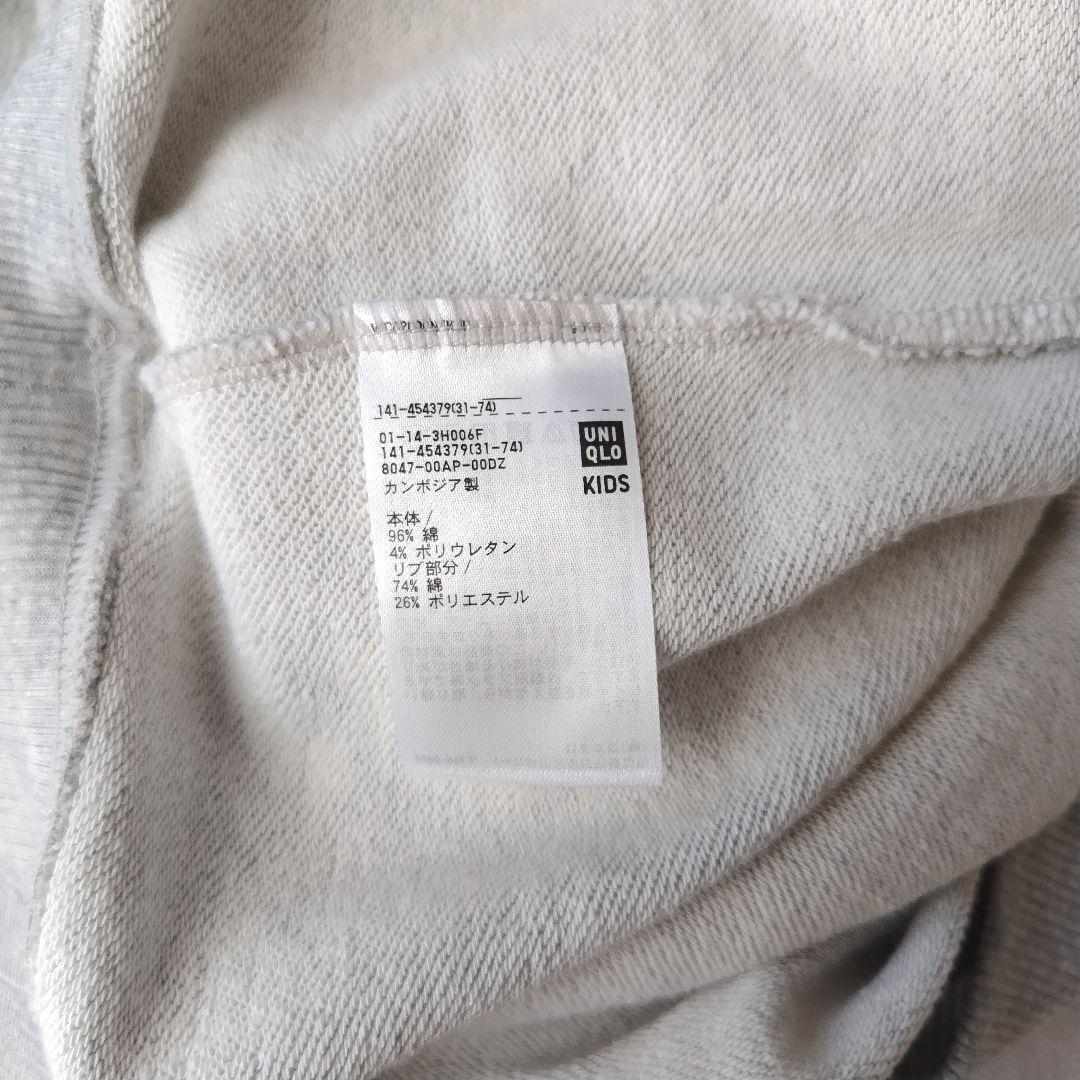 141-454379(31-74)
01-14-3H006F
141-454379(31-74)
8047-00AP-00DZ
カンボジア製
UNI
QLO
KIDS
本体/
96% 綿
4% ポリウレタン
リブ部分/
74% 綿
26% ポリエステル